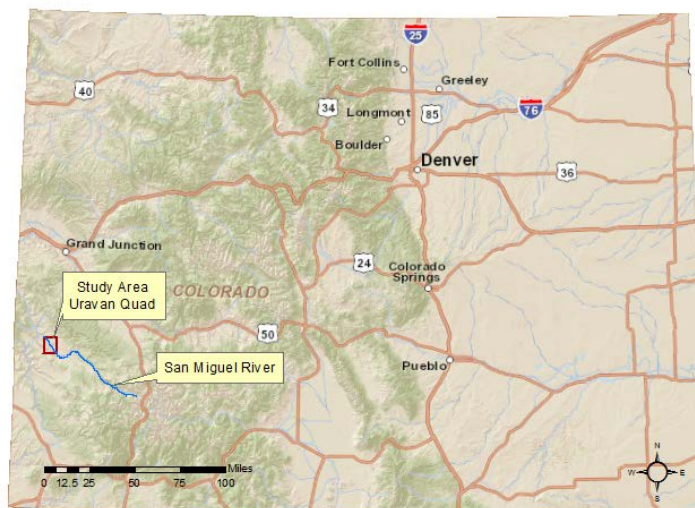 25
Fort Collins
40
Greeley
34
Longmont
85
76
Boulder
Denver
36
Grand Junction
24
Study Area
Uravan Quad
COLORADO
Colorado
Springs
50
San Miguel River
Pueblo
Miles
0 12.5 25 50 75 100
N
W E
S